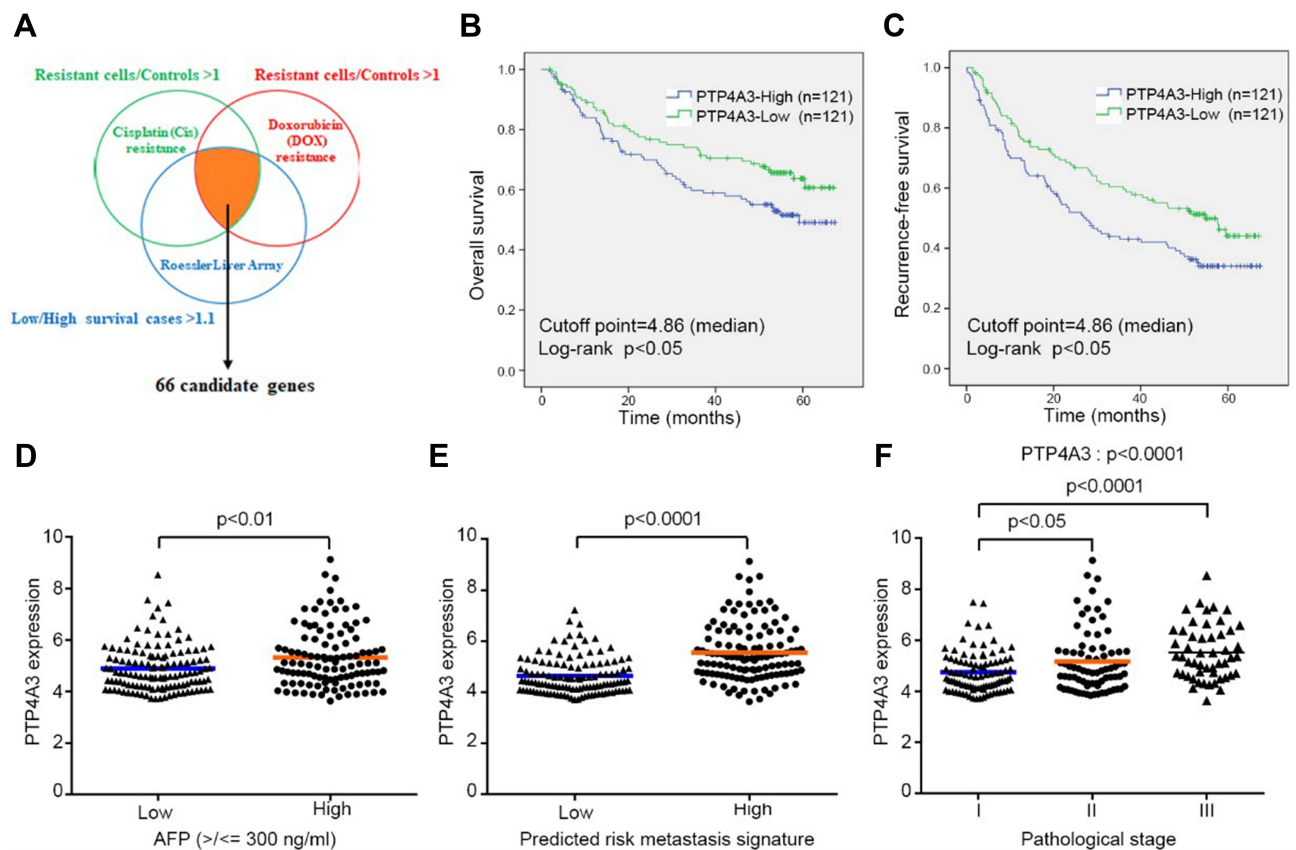 A
Resistant cells/Controls >1
Resistant cells/Controls >1
Cisplatin (Cis)
resistance
Doxorubicin
(DOX)
resistance
Roessler Liver Array
Low/High survival cases >1.1
66 candidate genes
B
Overall survival
1.0
0.8
0.6
0.4
0.2
0.0
PTP4A3-High (n=121)
PTP4A3-Low (n=121)
Cutoff point=4.86 (median)
Log-rank p<0.05
0
20
40
60
Time (months)
C
Recurrence-free survival
1.0
0.8
0.6
0.4
0.2
0.0
PTP4A3-High (n=121)
PTP4A3-Low (n=121)
Cutoff point=4.86 (median)
Log-rank p<0.05
0
20
40
60
Time (months)
D
PTP4A3 expression
10
8
6
4
2
0
p<0.01
Low
High
AFP (>/<= 300 ng/ml)
E
PTP4A3 expression
10
8
6
4
2
0
p<0.0001
Low
High
Predicted risk metastasis signature
F
PTP4A3 : p<0.0001
p<0.0001
p<0.05
PTP4A3 expression
10
8
6
4
2
0
I
II
III
Pathological stage